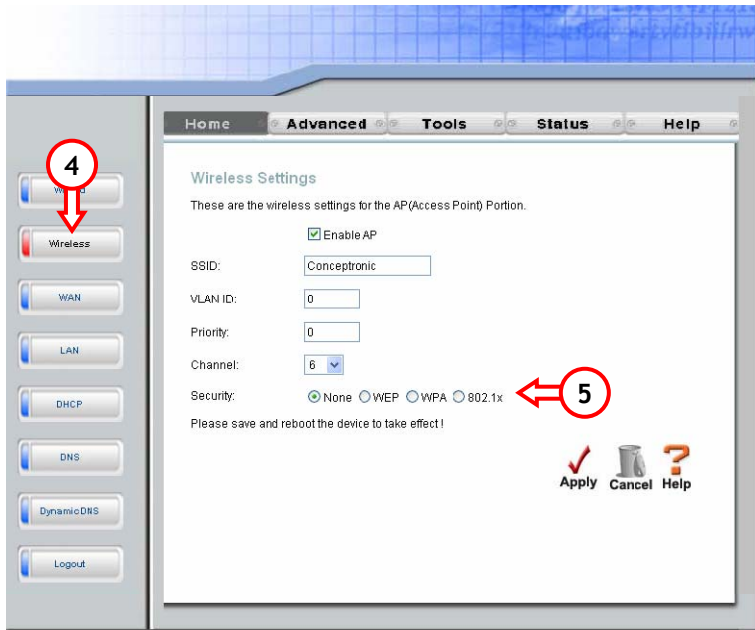 Home Advanced Tools Status Help
4
Wireless
WAN
LAN
DHCP
DNS
DynamicDNS
Logout
Wireless Settings
These are the wireless settings for the AP(Access Point) Portion.
Enable AP
SSID: Conceptronic
VLAN ID: 0
Priority: 0
Channel: 6
Security: None WEP WPA 802.1x
5
Please save and reboot the device to take effect !
Apply Cancel Help